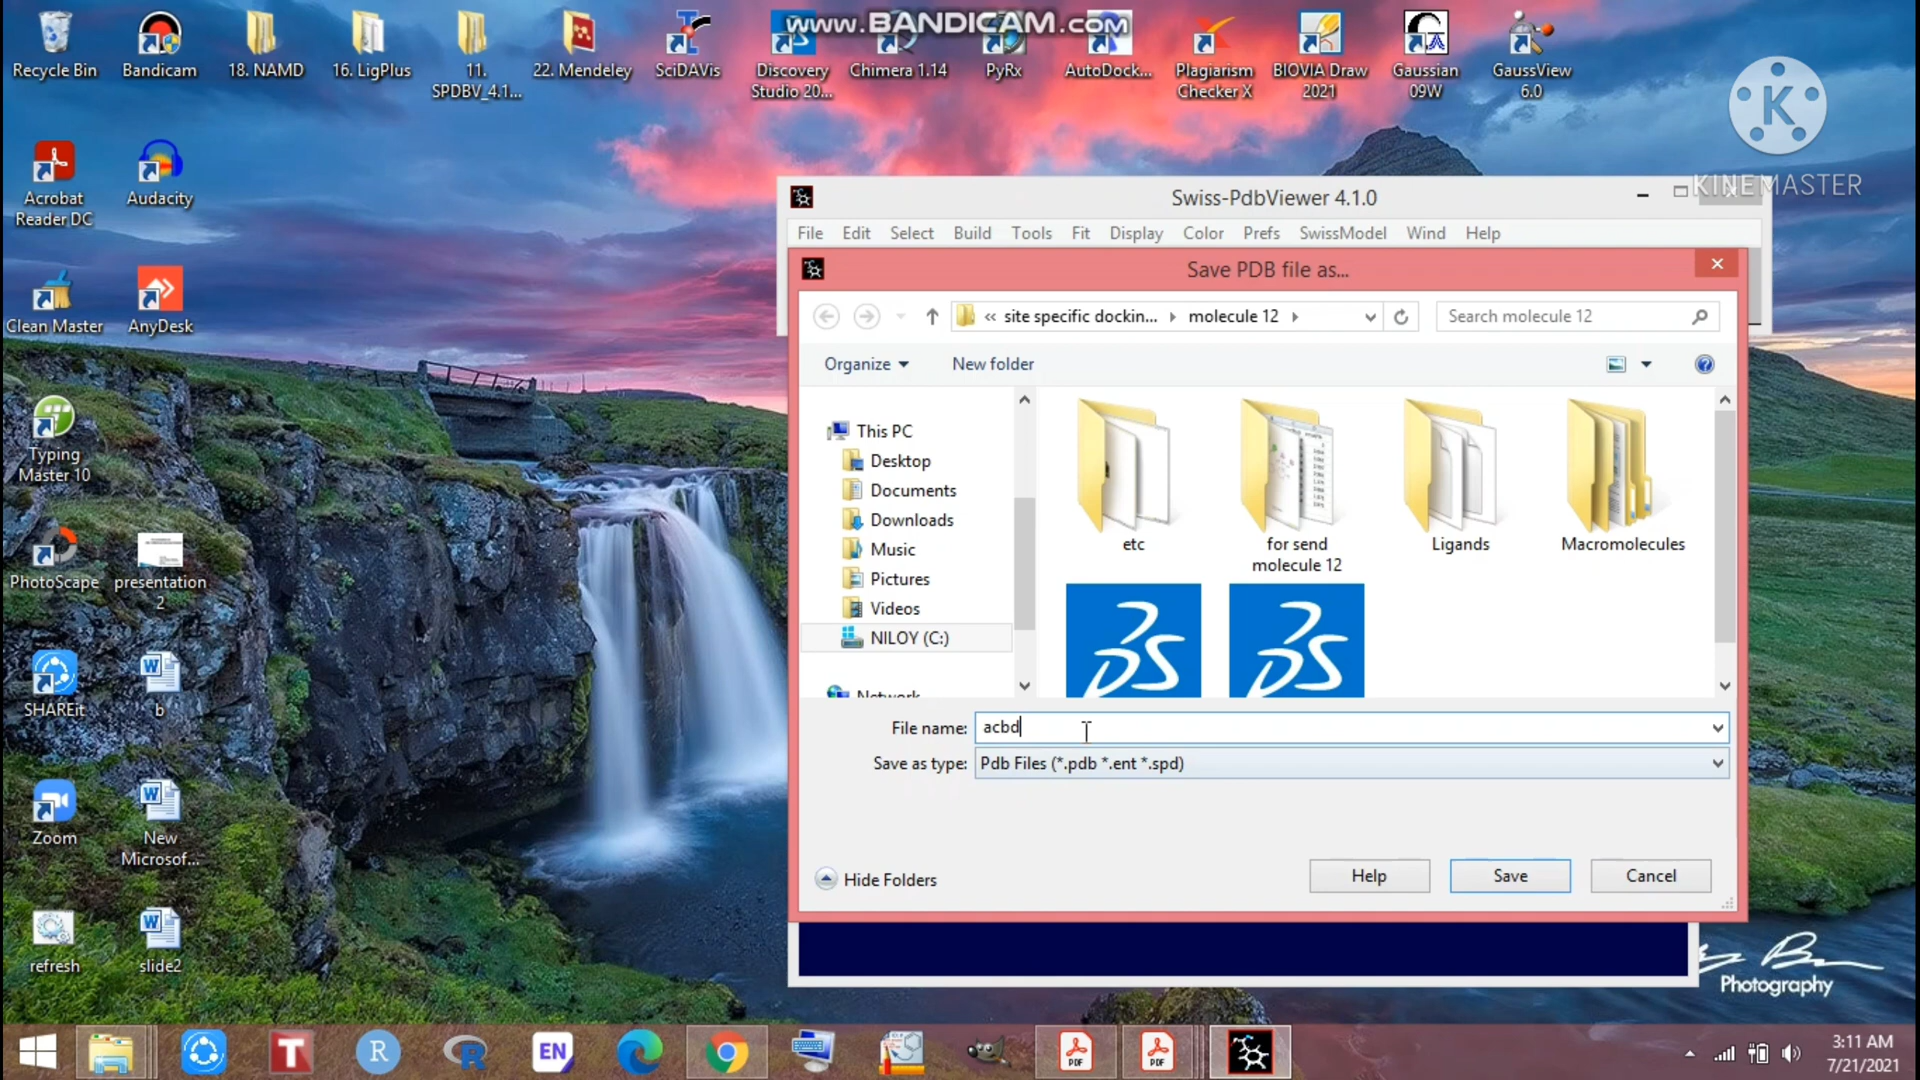 www.BANDICAM.com
Recycle Bin
Bandicam
18. NAMD
16. LigPlus
11.
SPDBV_4.1...
22. Mendeley
SciDAVis
Discovery
Studio 20...
Chimera 1.14
PyRx
AutoDock...
Plagiarism
Checker X
BIOVIA Draw
2021
Gaussian
09W
GaussView
6.0
K
KINEMASTER
Acrobat
Reader DC
Audacity
Clean Master
AnyDesk
Typing
Master 10
PhotoScape
presentation
2
SHAREit
b
Zoom
New
Microsof...
refresh
slide2
Swiss-PdbViewer 4.1.0
File Edit Select Build Tools Fit Display Color Prefs SwissModel Wind Help
Save PDB file as...
« site specific dockin... molecule 12
Search molecule 12
Organize
New folder
This PC
Desktop
Documents
Downloads
Music
Pictures
Videos
NILOY (C:)
Network
etc
for send
molecule 12
Ligands
Macromolecules
File name: acbd
Save as type: Pdb Files (*.pdb *.ent *.spd)
Hide Folders
Help
Save
Cancel
Photography
T
R
R
EN
PDF
PDF
3:11 AM
7/21/2021